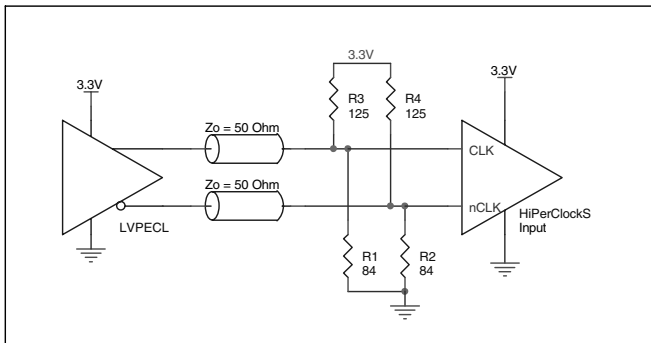 3.3V
3.3V
3.3V
R3
125
R4
125
Zo = 50 Ohm
CLK
Zo = 50 Ohm
nCLK
HiPerClockS
Input
LVPECL
R1
84
R2
84